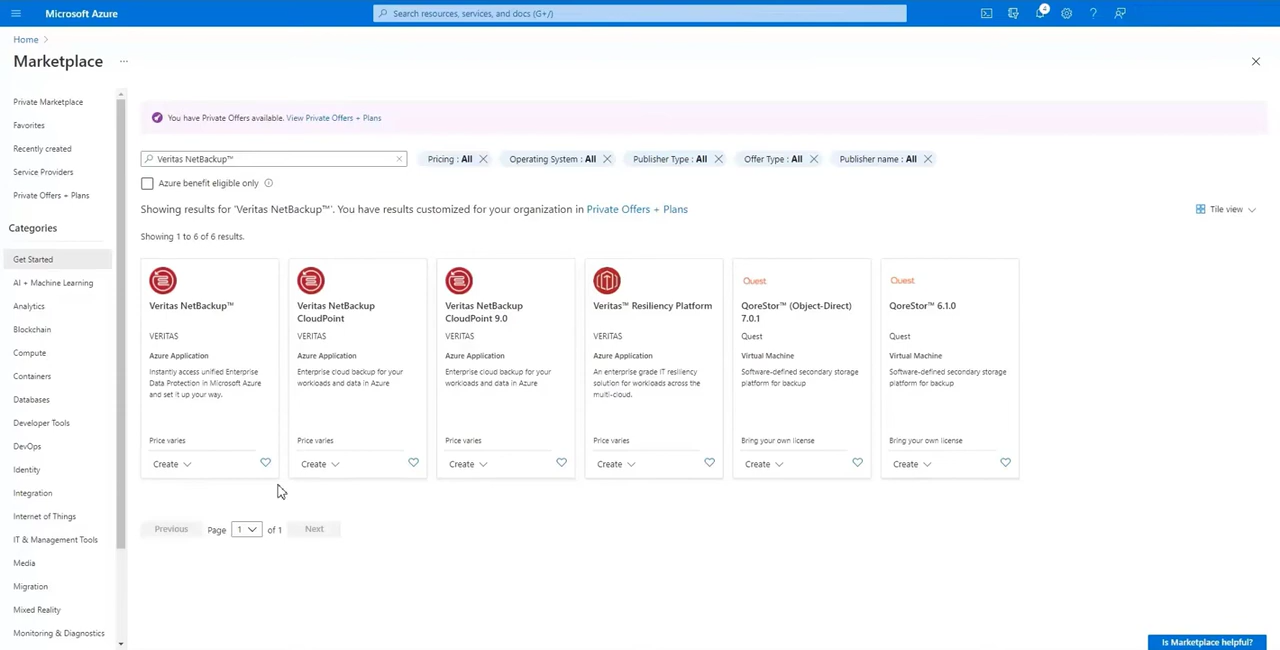 Microsoft Azure
Search resources, services, and docs (G+/)
4
Home
Marketplace
Private Marketplace
Favorites
Recently created
Service Providers
Private Offers + Plans
Categories
Get Started
AI + Machine Learning
Analytics
Blockchain
Compute
Containers
Databases
Developer Tools
DevOps
Identity
Integration
Internet of Things
IT & Management Tools
Media
Migration
Mixed Reality
Monitoring & Diagnostics
You have Private Offers available. View Private Offers + Plans
Veritas NetBackup™
Pricing : All
Operating System : All
Publisher Type : All
Offer Type : All
Publisher name : All
Azure benefit eligible only
Showing results for 'Veritas NetBackup™'. You have results customized for your organization in Private Offers + Plans
Tile view
Showing 1 to 6 of 6 results.
Veritas NetBackup™
VERITAS
Azure Application
Instantly access unified Enterprise
Data Protection in Microsoft Azure
and set it up your way.
Price varies
Create
Veritas NetBackup
CloudPoint
VERITAS
Azure Application
Enterprise cloud backup for your
workloads and data in Azure
Price varies
Create
Veritas NetBackup
CloudPoint 9.0
VERITAS
Azure Application
Enterprise cloud backup for your
workloads and data in Azure
Price varies
Create
Veritas™ Resiliency Platform
VERITAS
Azure Application
An enterprise grade IT resiliency
solution for workloads across the
multi-cloud.
Price varies
Create
Quest
QoreStor™ (Object-Direct)
7.0.1
Quest
Virtual Machine
Software-defined secondary storage
platform for backup
Bring your own license
Create
Quest
QoreStor™ 6.1.0
Quest
Virtual Machine
Software-defined secondary storage
platform for backup
Bring your own license
Create
Previous
Page 1 of 1
Next
Is Marketplace helpful?